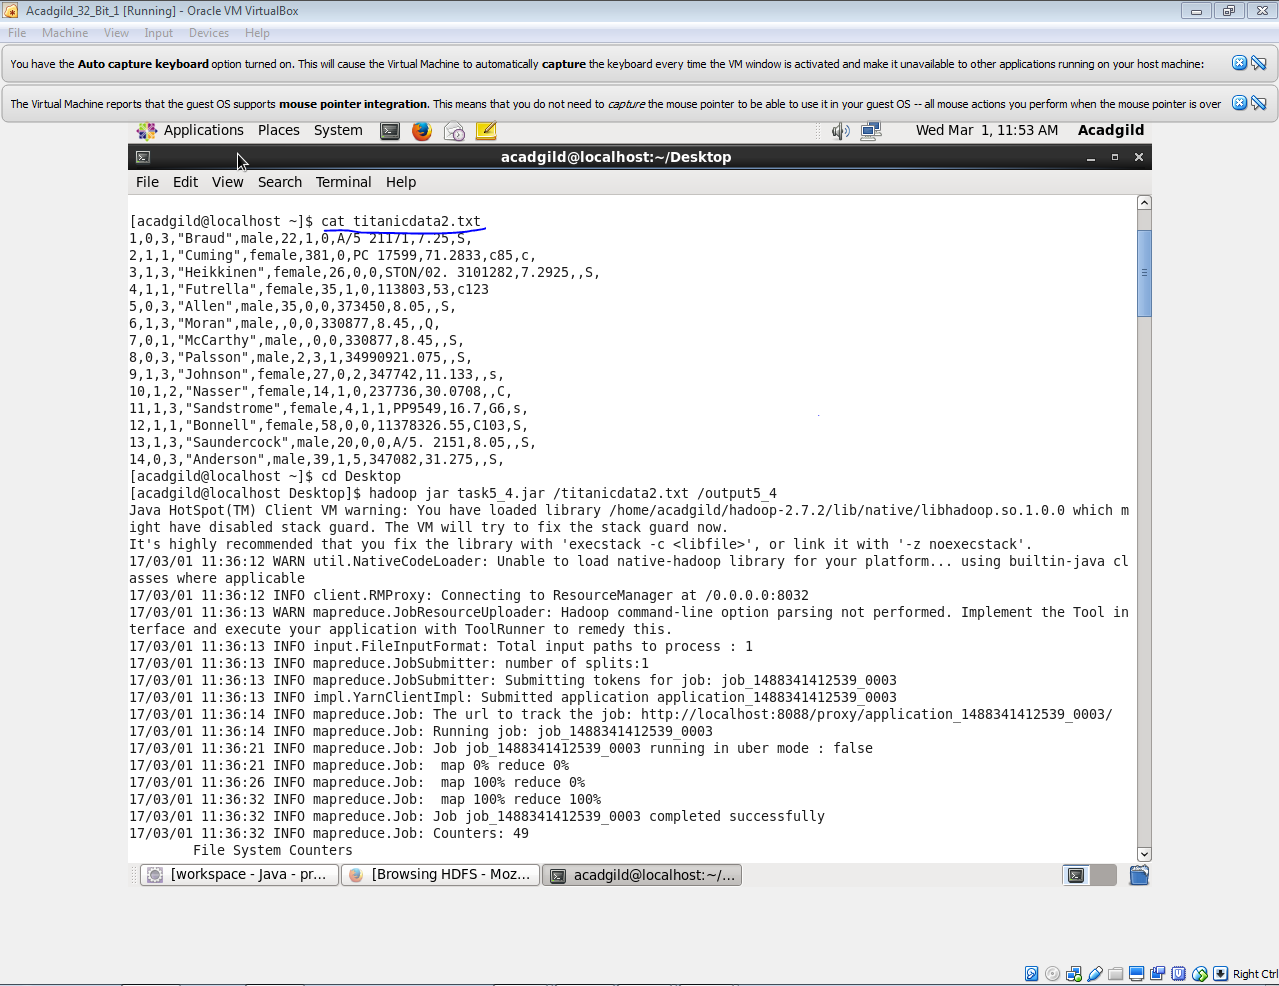 Acadgild_32_Bit_1 [Running] - Oracle VM VirtualBox
File Machine View Input Devices Help
You have the Auto capture keyboard option turned on. This will cause the Virtual Machine to automatically capture the keyboard every time the VM window is activated and make it unavailable to other applications running on your host machine:
The Virtual Machine reports that the guest OS supports mouse pointer integration. This means that you do not need to capture the mouse pointer to be able to use it in your guest OS -- all mouse actions you perform when the mouse pointer is over
Applications Places System Wed Mar 1, 11:53 AM Acadgild
acadgild@localhost:~/Desktop
File Edit View Search Terminal Help
[acadgild@localhost ~]$ cat titanicdata2.txt
1,0,3,"Braud",male,22,1,0,A/5 21171,7.25,S,
2,1,1,"Cuming",female,381,0,PC 17599,71.2833,c85,c,
3,1,3,"Heikkinen",female,26,0,0,STON/02. 3101282,7.2925,,S,
4,1,1,"Futrella",female,35,1,0,113803,53,c123
5,0,3,"Allen",male,35,0,0,373450,8.05,,S,
6,1,3,"Moran",male,,0,0,330877,8.45,,Q,
7,0,1,"McCarthy",male,,0,0,330877,8.45,,S,
8,0,3,"Palsson",male,2,3,1,34990921.075,,S,
9,1,3,"Johnson",female,27,0,2,347742,11.133,,s,
10,1,2,"Nasser",female,14,1,0,237736,30.0708,,C,
11,1,3,"Sandstrome",female,4,1,1,PP9549,16.7,G6,s,
12,1,1,"Bonnell",female,58,0,0,11378326.55,C103,S,
13,1,3,"Saundercock",male,20,0,0,A/5. 2151,8.05,,S,
14,0,3,"Anderson",male,39,1,5,347082,31.275,,S,
[acadgild@localhost ~]$ cd Desktop
[acadgild@localhost Desktop]$ hadoop jar task5_4.jar /titanicdata2.txt /output5_4
Java HotSpot(TM) Client VM warning: You have loaded library /home/acadgild/hadoop-2.7.2/lib/native/libhadoop.so.1.0.0 which m
ight have disabled stack guard. The VM will try to fix the stack guard now.
It's highly recommended that you fix the library with 'execstack -c <libfile>', or link it with '-z noexecstack'.
17/03/01 11:36:12 WARN util.NativeCodeLoader: Unable to load native-hadoop library for your platform... using builtin-java cl
asses where applicable
17/03/01 11:36:12 INFO client.RMProxy: Connecting to ResourceManager at /0.0.0.0:8032
17/03/01 11:36:13 WARN mapreduce.JobResourceUploader: Hadoop command-line option parsing not performed. Implement the Tool in
terface and execute your application with ToolRunner to remedy this.
17/03/01 11:36:13 INFO input.FileInputFormat: Total input paths to process : 1
17/03/01 11:36:13 INFO mapreduce.JobSubmitter: number of splits:1
17/03/01 11:36:13 INFO mapreduce.JobSubmitter: Submitting tokens for job: job_1488341412539_0003
17/03/01 11:36:13 INFO impl.YarnClientImpl: Submitted application application_1488341412539_0003
17/03/01 11:36:14 INFO mapreduce.Job: The url to track the job: http://localhost:8088/proxy/application_1488341412539_0003/
17/03/01 11:36:14 INFO mapreduce.Job: Running job: job_1488341412539_0003
17/03/01 11:36:21 INFO mapreduce.Job: Job job_1488341412539_0003 running in uber mode : false
17/03/01 11:36:21 INFO mapreduce.Job:  map 0% reduce 0%
17/03/01 11:36:26 INFO mapreduce.Job:  map 100% reduce 0%
17/03/01 11:36:32 INFO mapreduce.Job:  map 100% reduce 100%
17/03/01 11:36:32 INFO mapreduce.Job: Job job_1488341412539_0003 completed successfully
17/03/01 11:36:32 INFO mapreduce.Job: Counters: 49
File System Counters
[workspace - Java - pr... [Browsing HDFS - Moz... acadgild@localhost:~/...
Right Ctrl